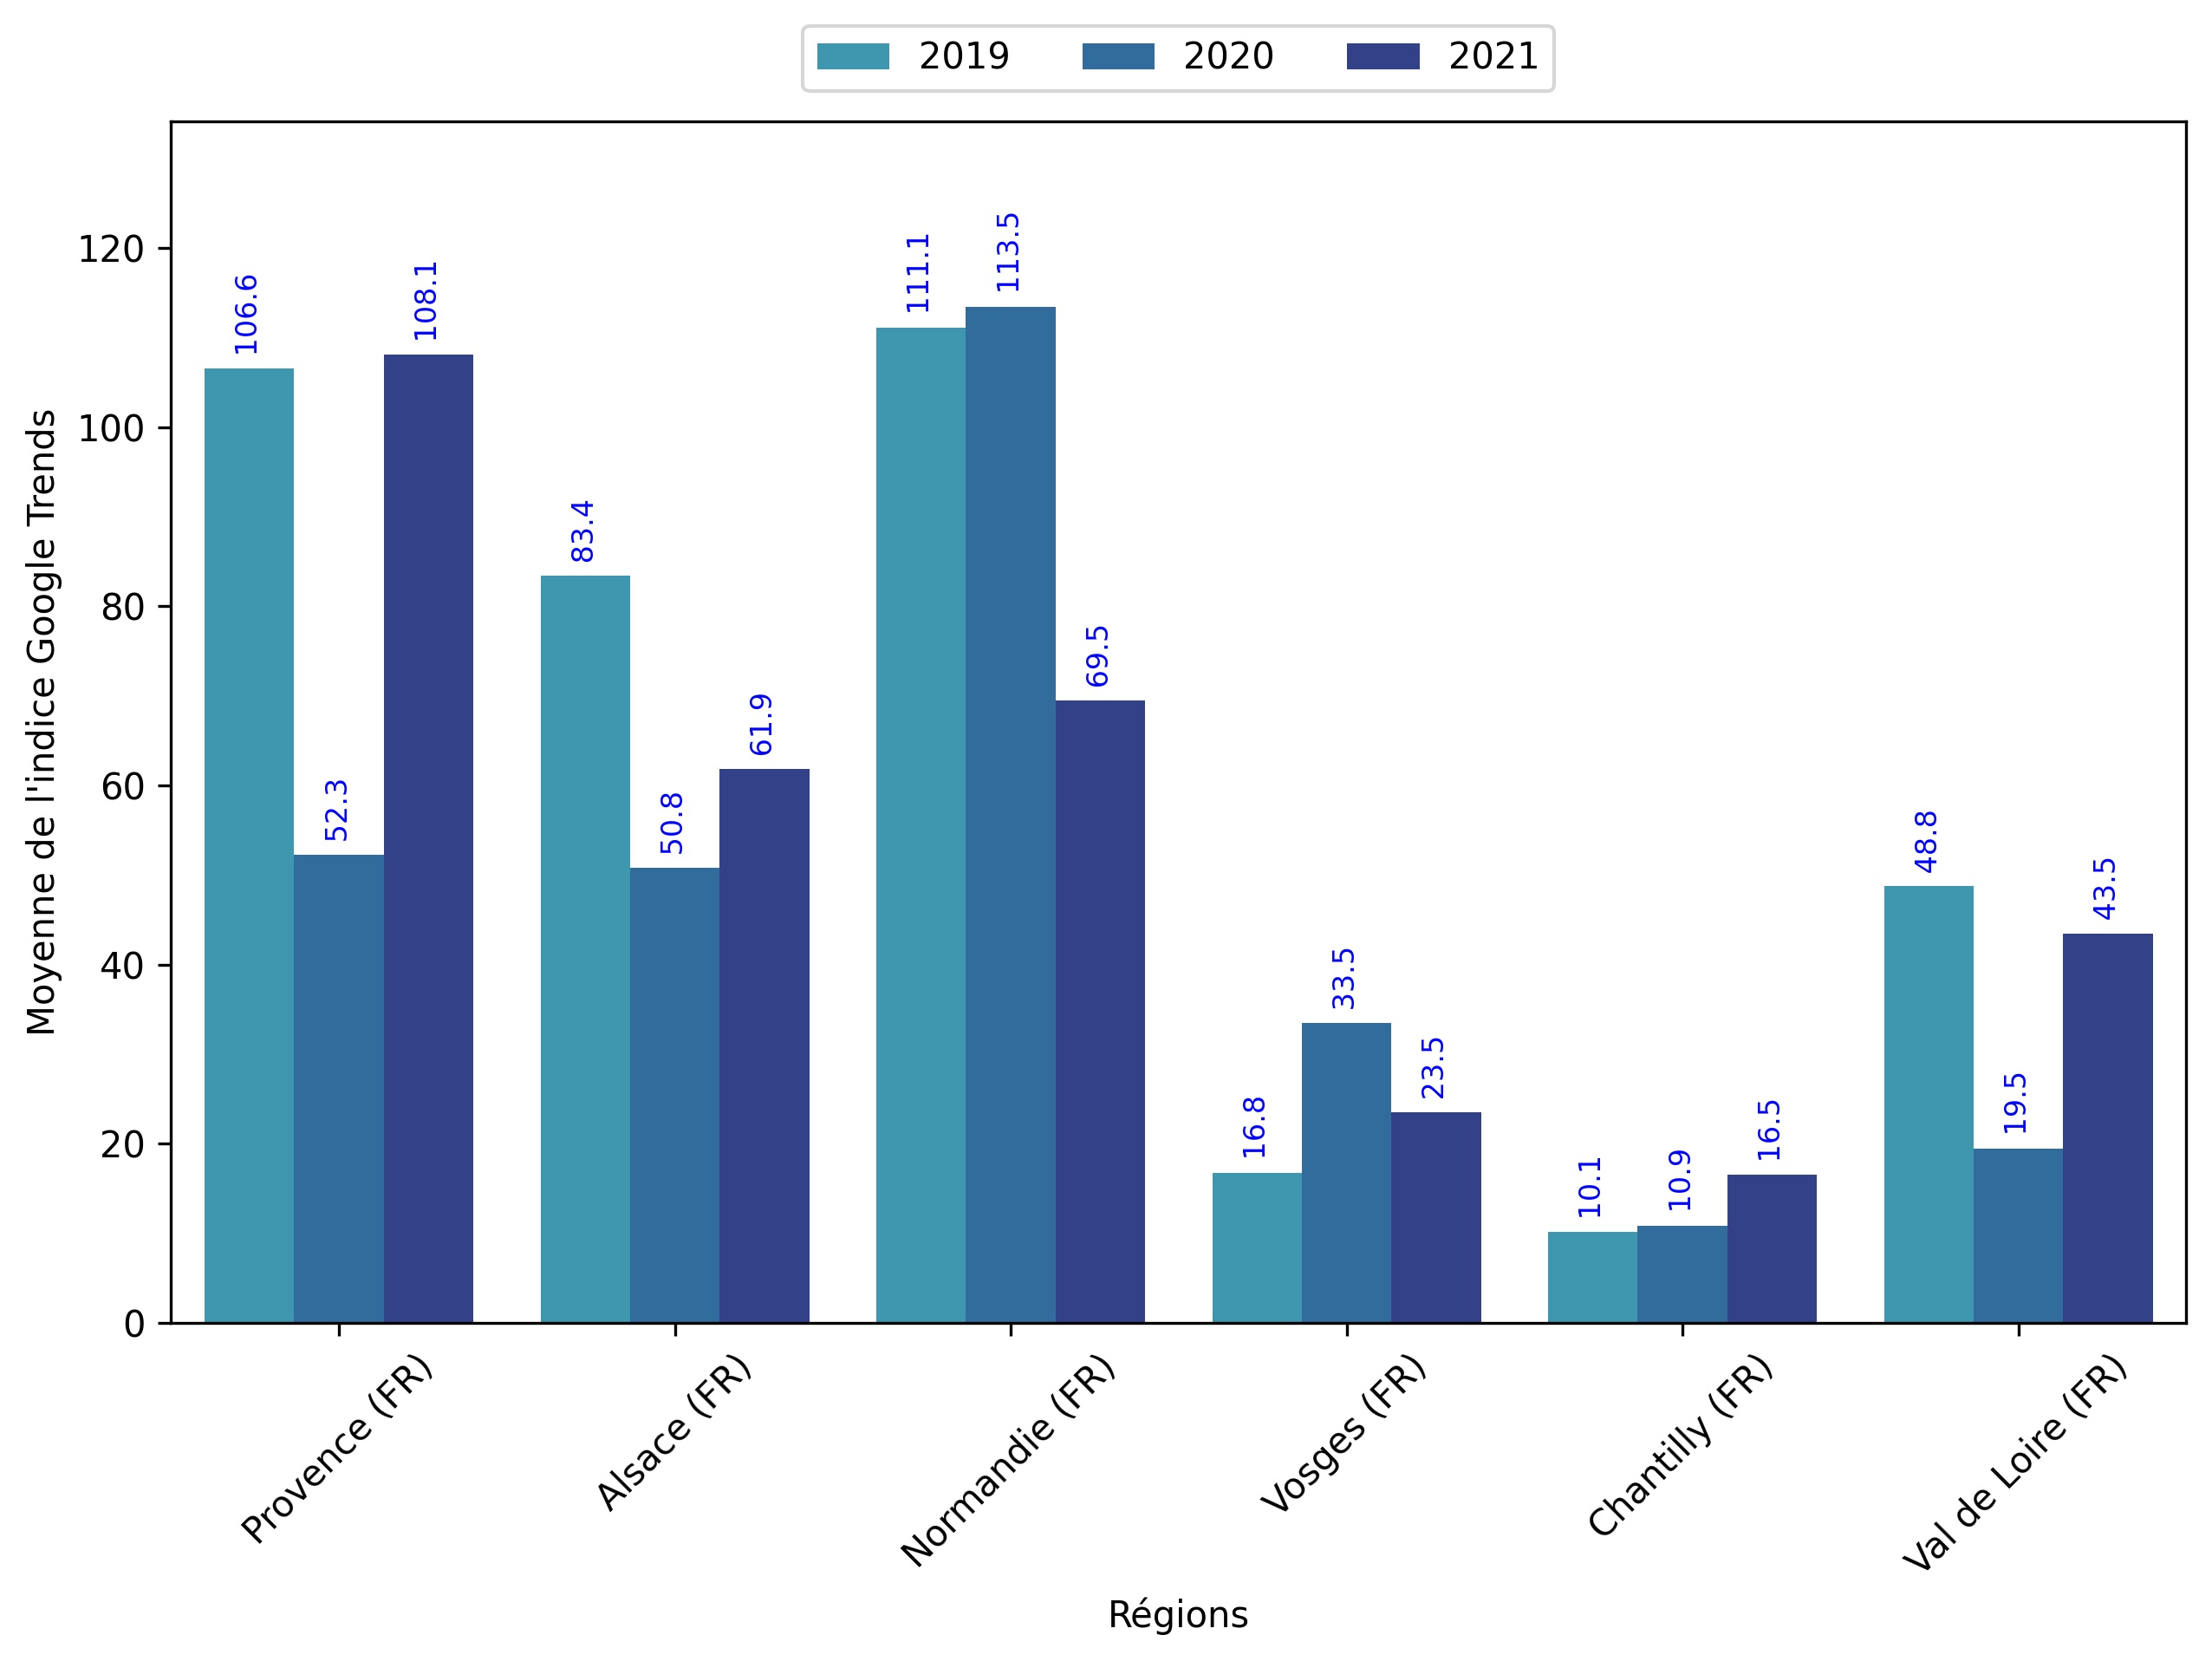 2019 2020 2021
Moyenne de l'indice Google Trends
120
100
80
60
40
20
0
106.6 52.3 108.1
83.4 50.8 61.9
111.1 113.5 69.5
16.8 33.5 23.5
10.1 10.9 16.5
48.8 19.5 43.5
Provence (FR)
Alsace (FR)
Normandie (FR)
Vosges (FR)
Chantilly (FR)
Val de Loire (FR)
Régions